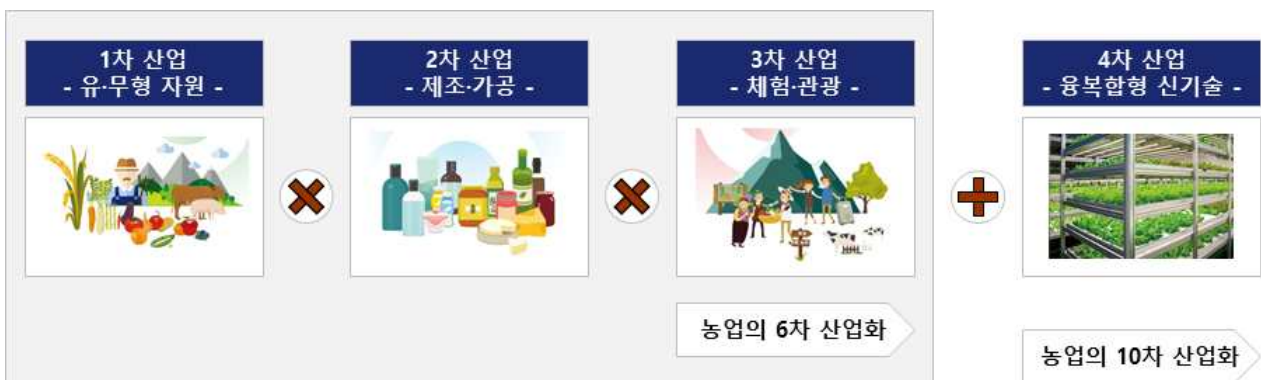 1차 산업
- 유·무형 자원 -
2차 산업
- 제조·가공 -
3차 산업
- 체험·관광 -
4차 산업
- 융복합형 신기술 -
농업의 6차 산업화
농업의 10차 산업화